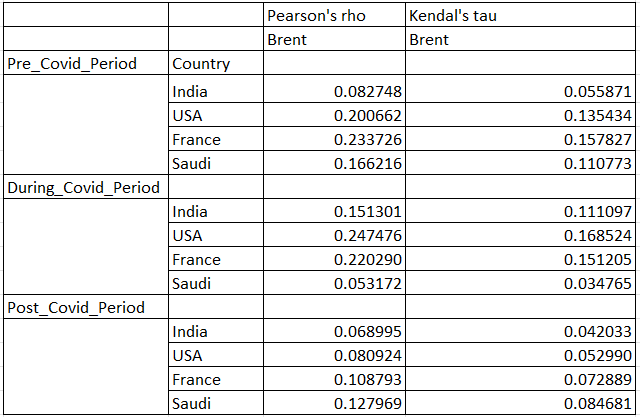 Pearson's rho Kendal's tau
Brent Brent
Pre_Covid_Period Country
India 0.082748 0.055871
USA 0.200662 0.135434
France 0.233726 0.157827
Saudi 0.166216 0.110773
During_Covid_Period
India 0.151301 0.111097
USA 0.247476 0.168524
France 0.220290 0.151205
Saudi 0.053172 0.034765
Post_Covid_Period
India 0.068995 0.042033
USA 0.080924 0.052990
France 0.108793 0.072889
Saudi 0.127969 0.084681